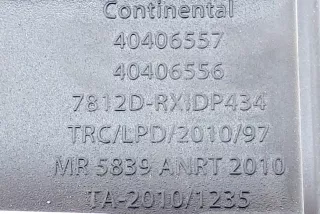 Continental
40406557
40406556
7812D-RXIDP434
TRC/LPD/2010/97
MR 5839 ANRT 2010
TA-2010/1235